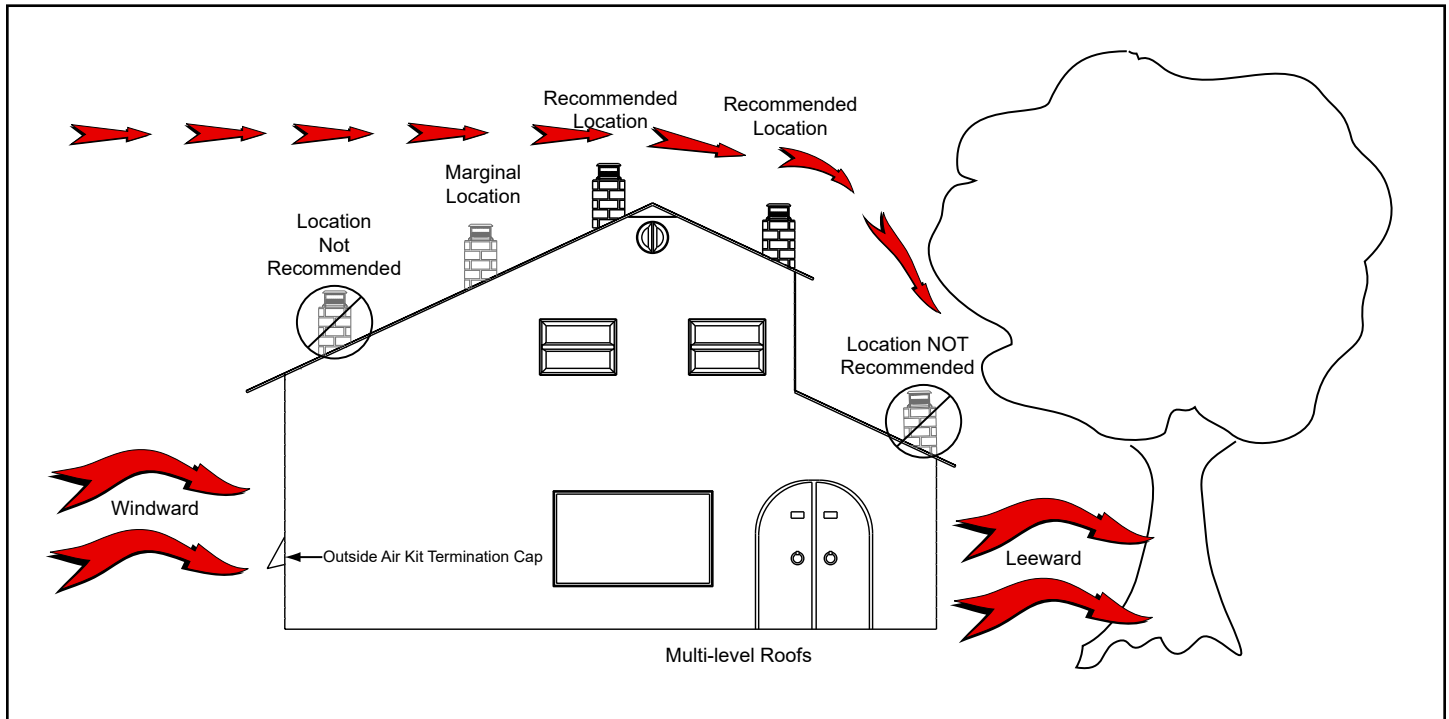 Recommended
Location
Recommended
Location
Marginal
Location
Location
Not
Recommended
Location NOT
Recommended
Windward
Outside Air Kit Termination Cap
Leeward
Multi-level Roofs